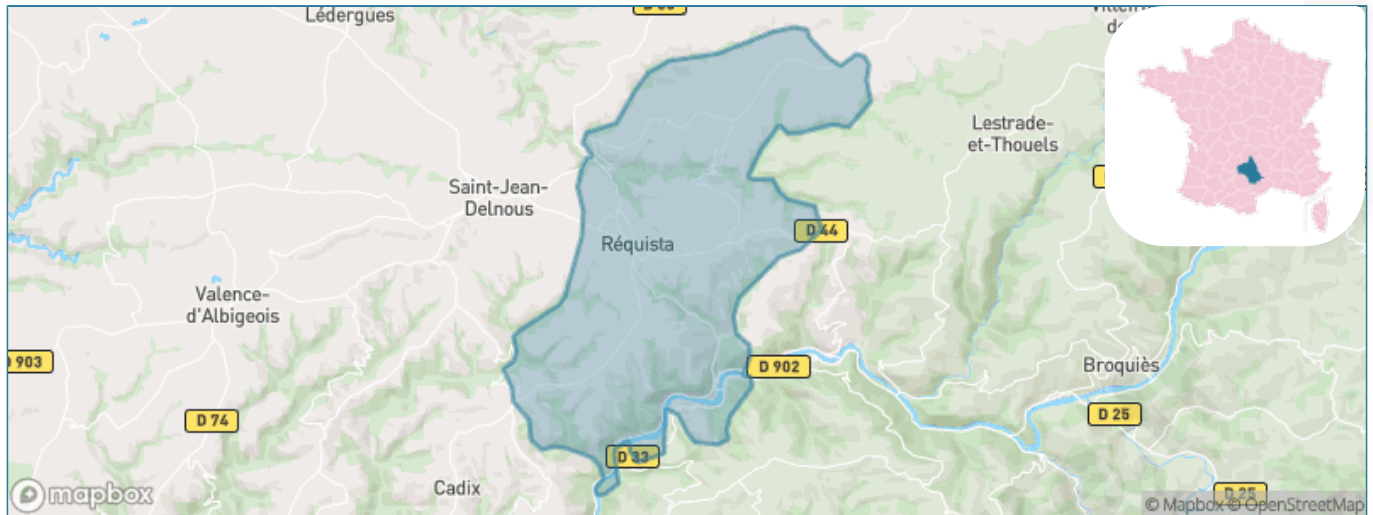 Lédergues
Lestrade-
et-Thouels
Saint-Jean-
Delnous
D 44
Réquista
Valence-
d'Albigeois
D 903
D 902
Broquiès
D 74
D 25
D 33
Cadix
D 25
mapbox
© Mapbox © OpenStreetMap